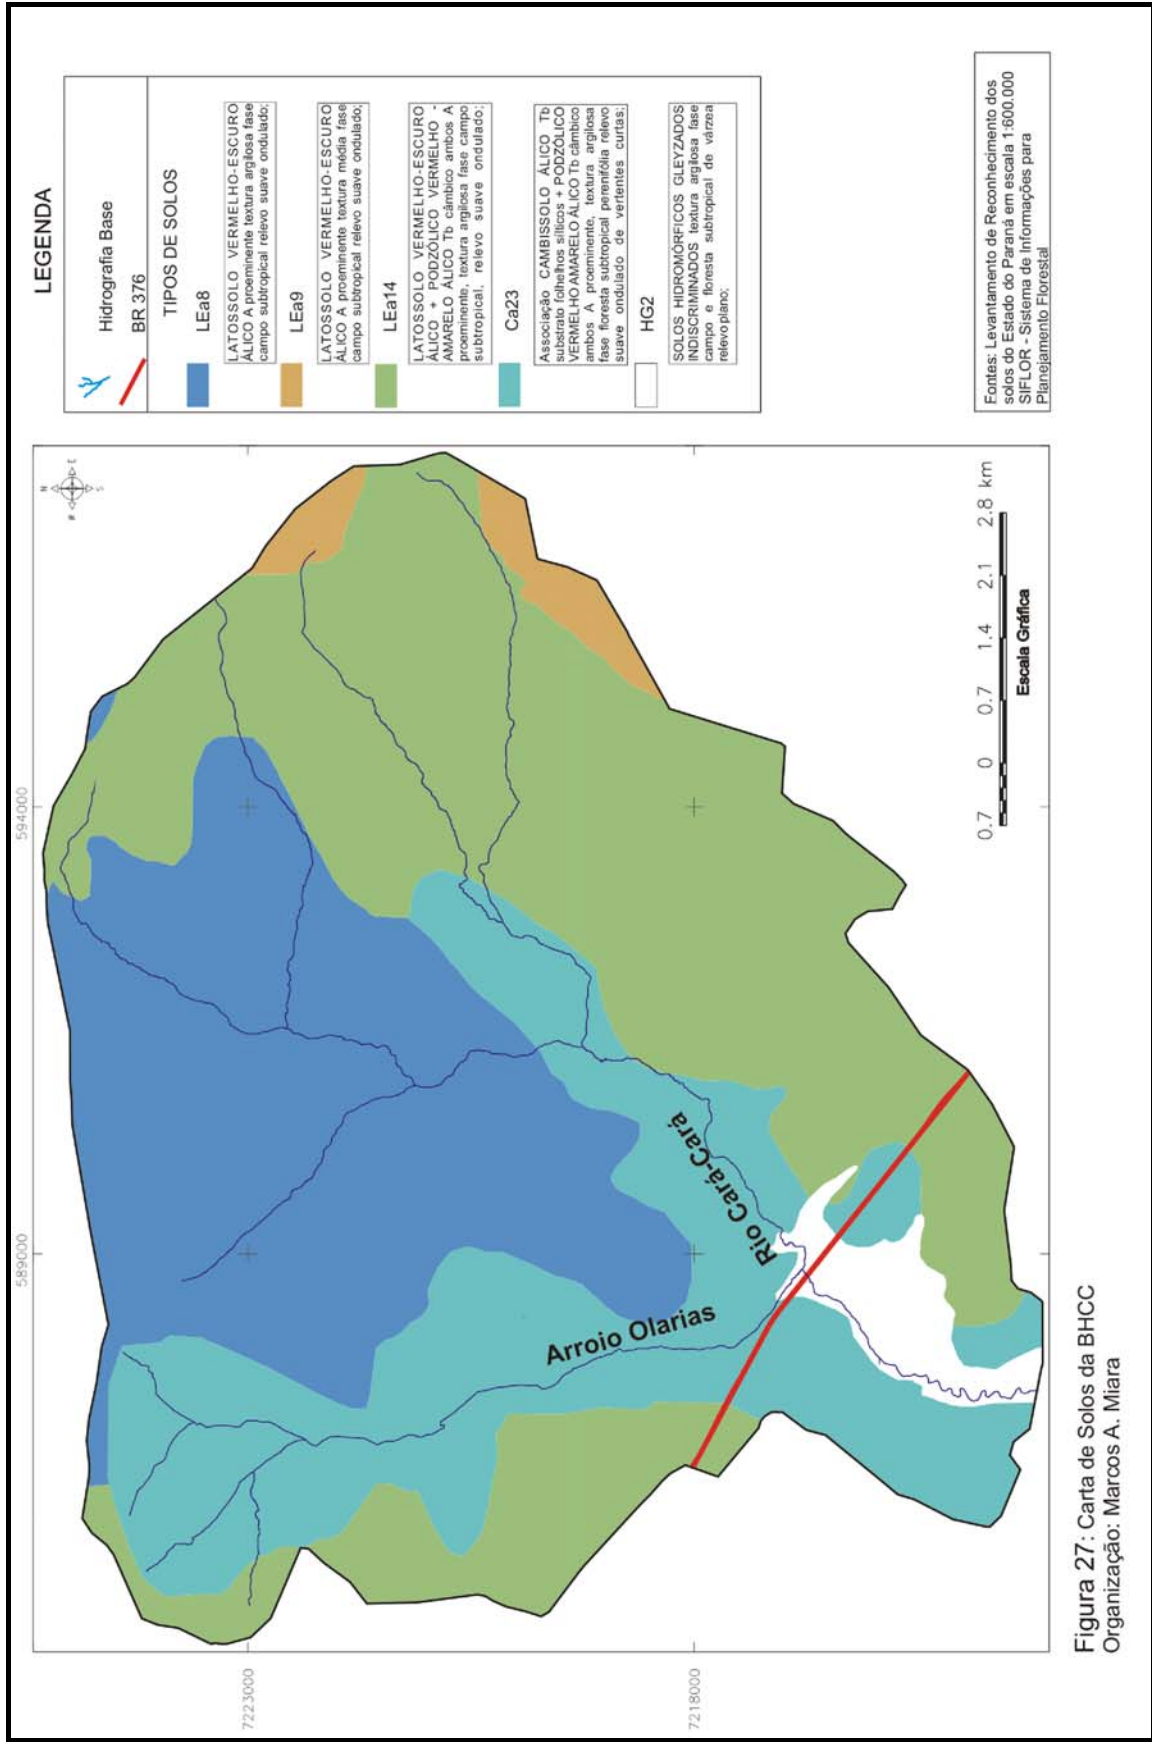 LEGENDA
Hidrografia Base
BR 376
TIPOS DE SOLOS
LEa8
LATOSSOLO VERMELHO-ESCURO
ÁLICO A proeminente textura argilosa fase
campo subtropical relevo suave ondulado;
LEa9
LATOSSOLO VERMELHO-ESCURO
ÁLICO A proeminente textura média fase
campo subtropical relevo suave ondulado;
LEa14
LATOSSOLO VERMELHO-ESCURO
ÁLICO + PODZÓLICO VERMELHO -
AMARELO ÁLICO Tb câmbico ambos A
proeminente, textura argilosa fase campo
subtropical, relevo suave ondulado;
Ca23
Associação CAMBISSOLO ÁLICO Tb
substrato folhelhos sílticos + PODZÓLICO
VERMELHO AMARELO ÁLICO Tb câmbico
ambos A proeminente, textura argilosa
fase floresta subtropical perenifólia relevo
suave ondulado de vertentes curtas;
HG2
SOLOS HIDROMÓRFICOS GLEYZADOS
INDISCRIMINADOS textura argilosa fase
campo e floresta subtropical de várzea
relevo plano;
Fontes: Levantamento de Reconhecimento dos
solos do Estado do Paraná em escala 1:600.000
SIFLOR - Sistema de Informações para
Planejamento Florestal
N
W E
S
594000
589000
7223000
7218000
Rio Cará-Cará
Arroio Olarias
0.7 0 0.7 1.4 2.1 2.8 km
Escala Gráfica
Figura 27: Carta de Solos da BHCC
Organização: Marcos A. Miara